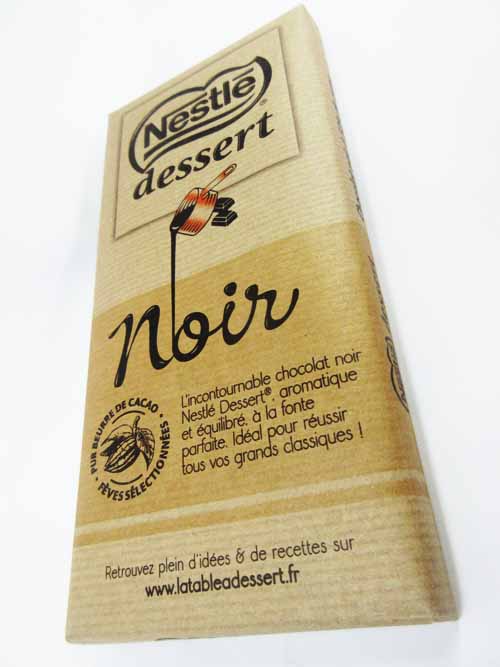 Nestlé®
dessert
Noir
PUR BEURRE DE CACAO
FÈVES SÉLECTIONNÉES
L'incontournable chocolat noir
Nestlé Dessert®, aromatique
et équilibré, à la fonte
parfaite. Idéal pour réussir
tous vos grands classiques !
Retrouvez plein d'idées & de recettes sur
www.latableadessert.fr